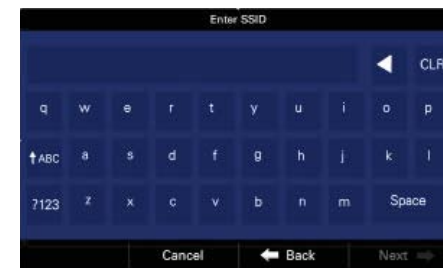 Enter SSID
CLR
q w e r t y u i o p
ABC a s d f g h j k l
?123 z x c v b n m Space
Cancel Back Next